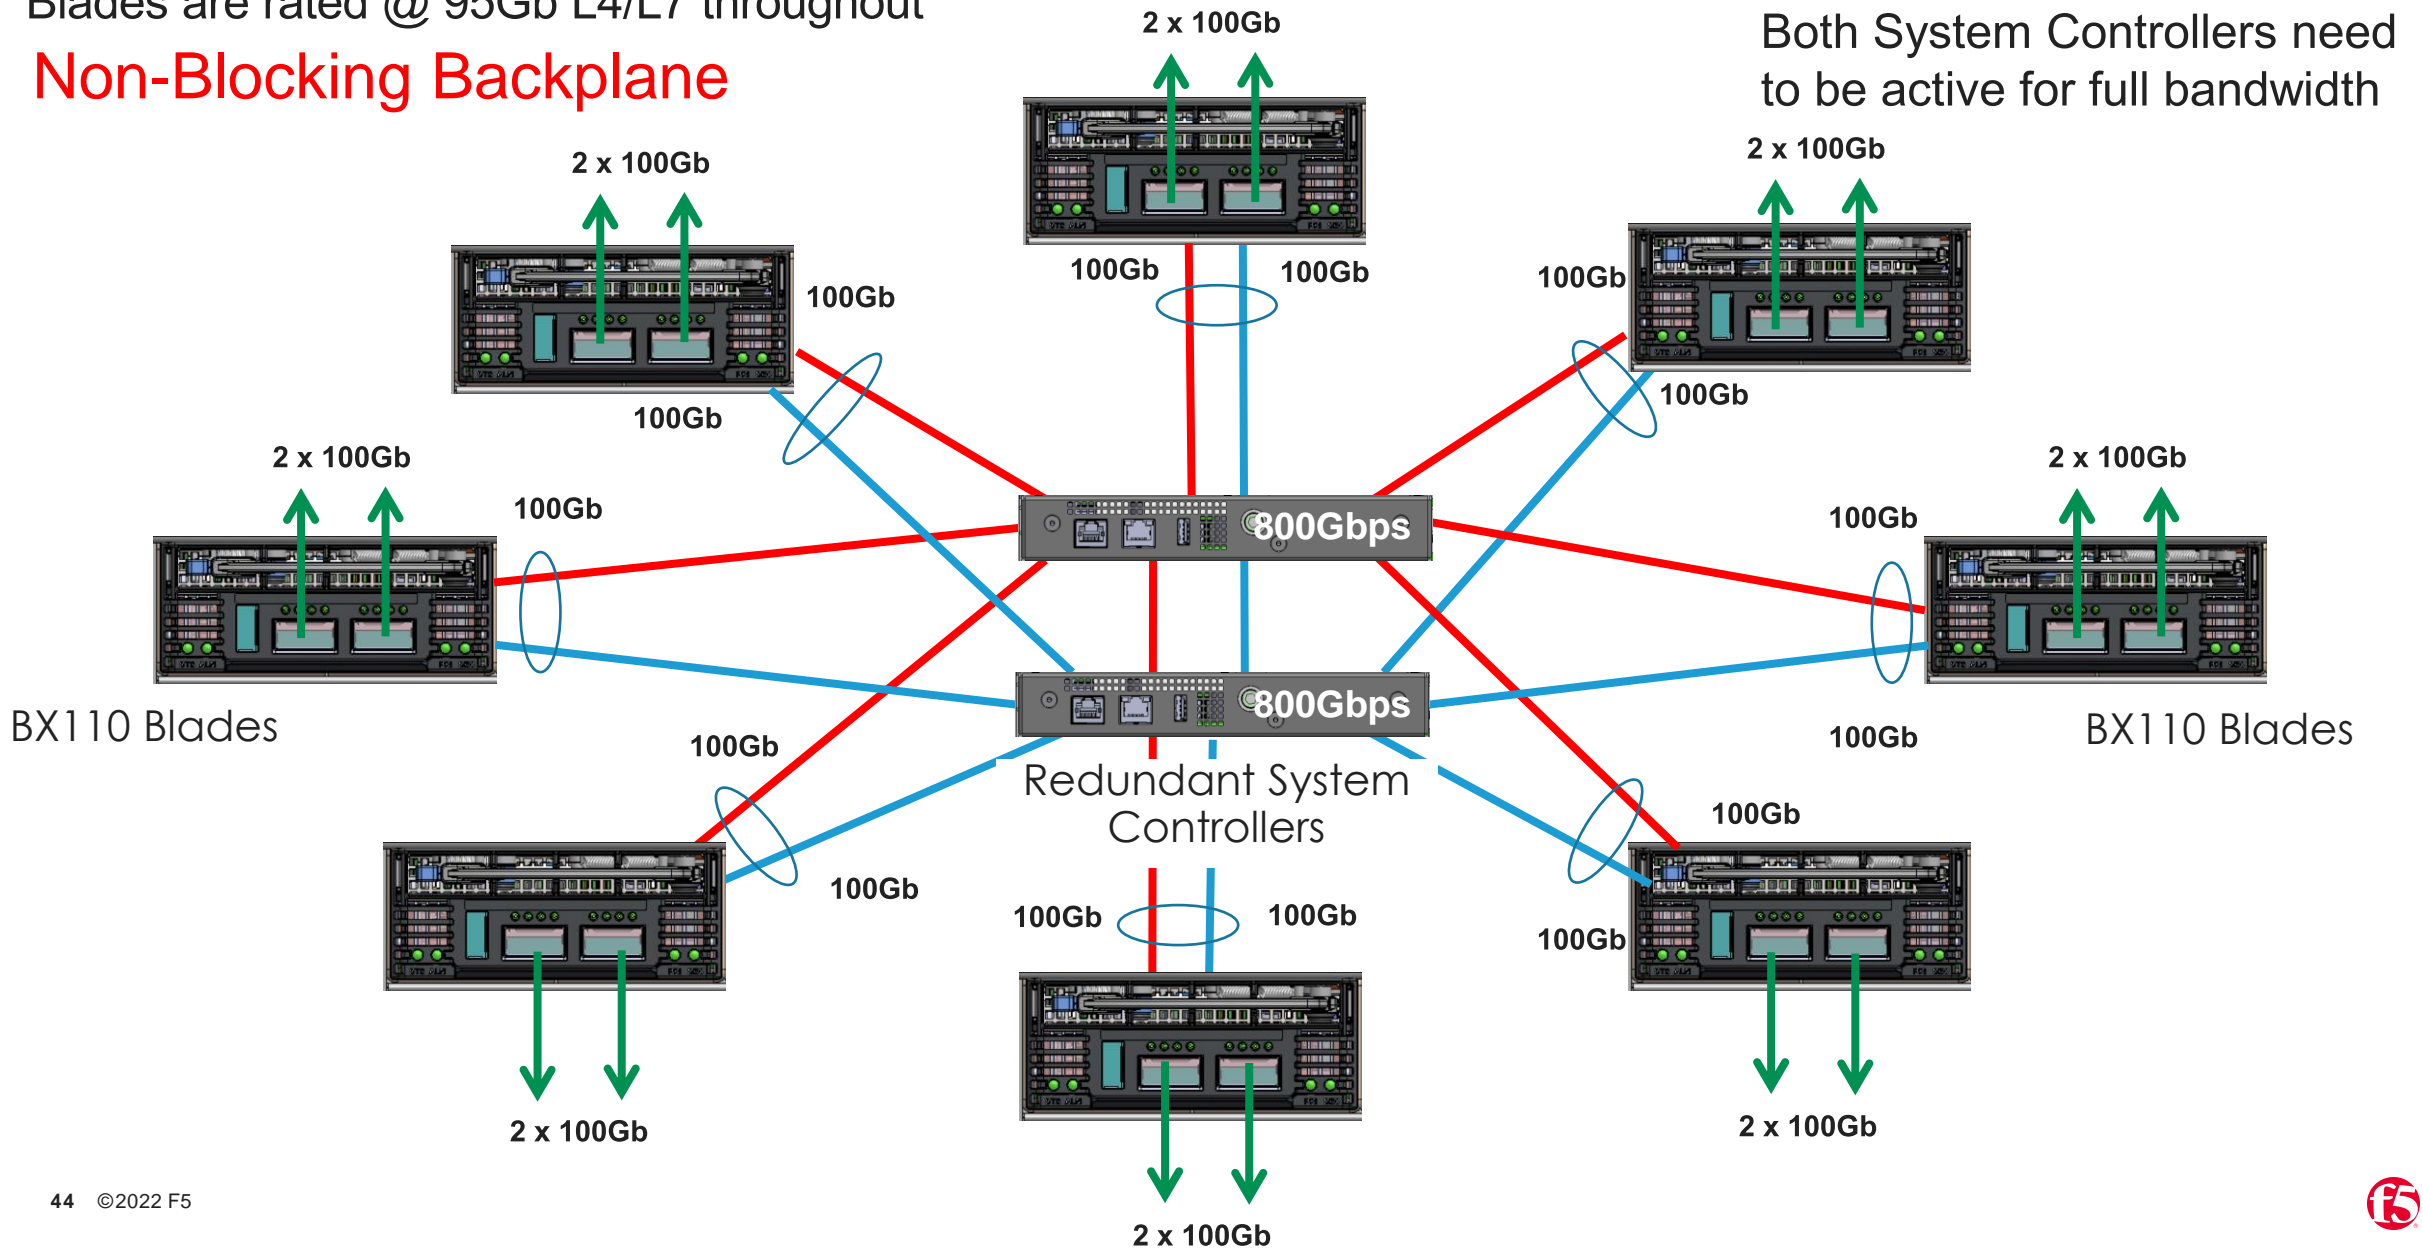 Blades are rated @ 95Gb L4/L7 throughout
Non-Blocking Backplane
Both System Controllers need
to be active for full bandwidth
2 x 100Gb
2 x 100Gb
2 x 100Gb
100Gb
100Gb
100Gb
100Gb
100Gb
100Gb
2 x 100Gb
2 x 100Gb
100Gb
100Gb
800Gbps
800Gbps
BX110 Blades
BX110 Blades
100Gb
100Gb
Redundant System
Controllers
100Gb
100Gb
100Gb
100Gb
100Gb
2 x 100Gb
2 x 100Gb
2 x 100Gb
44 ©2022 F5
f5